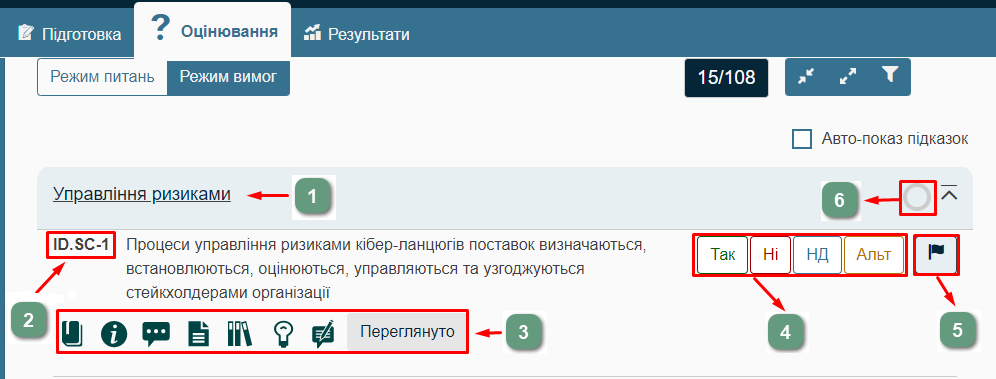 Підготовка
? Оцінювання
Результати
Режим питань
Режим вимог
15/108
Авто-показ підказок
Управління ризиками
1
6
ID.SC-1
Процеси управління ризиками кібер-ланцюгів поставок визначаються,
встановлюються, оцінюються, управляються та узгоджуються
стейкхолдерами організації
Так
Ні
НД
Альт
2
Переглянуто
3
4
5